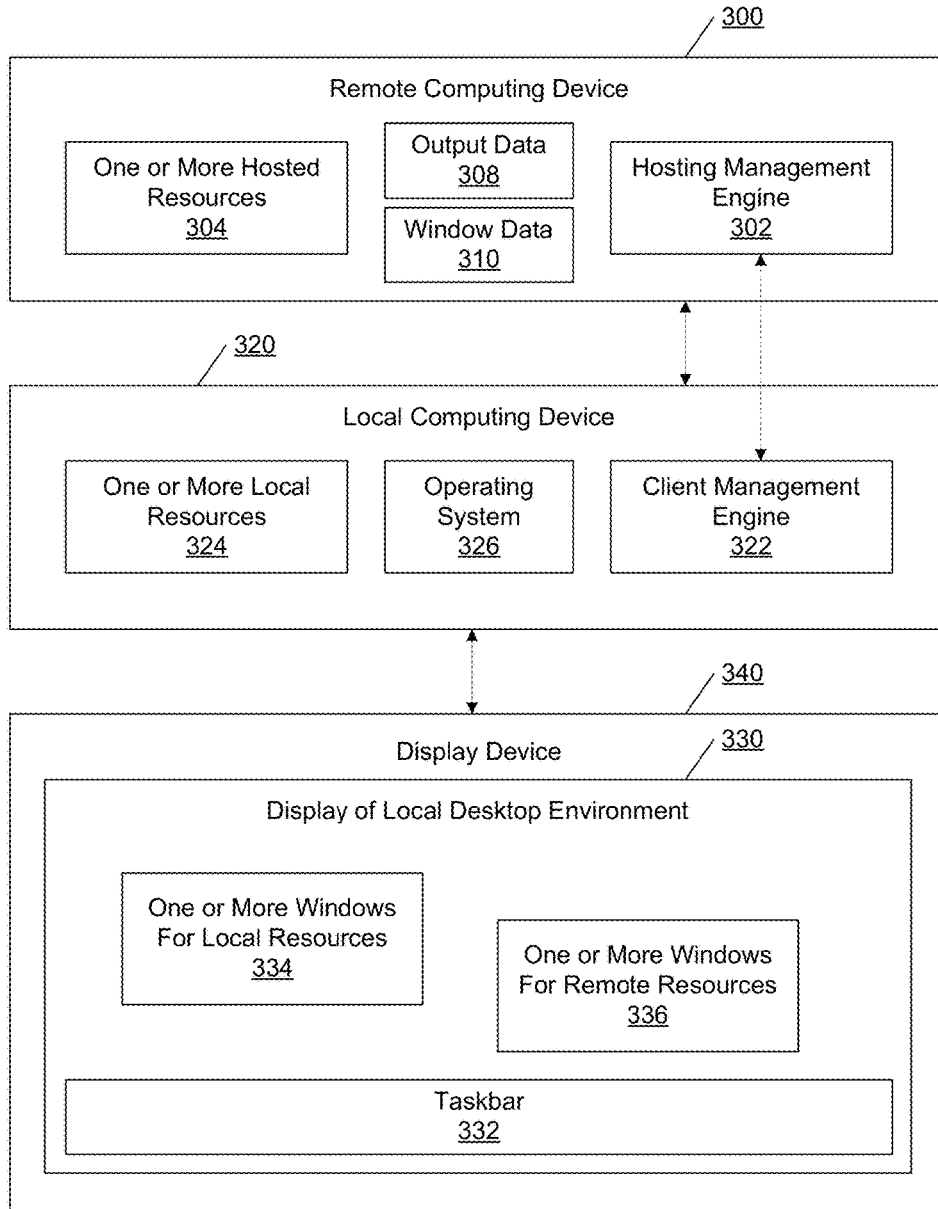 300
Remote Computing Device
One or More Hosted
Resources
304
Output Data
308
Window Data
310
Hosting Management
Engine
302
320
Local Computing Device
One or More Local
Resources
324
Operating
System
326
Client Management
Engine
322
340
Display Device
330
Display of Local Desktop Environment
One or More Windows
For Local Resources
334
One or More Windows
For Remote Resources
336
Taskbar
332